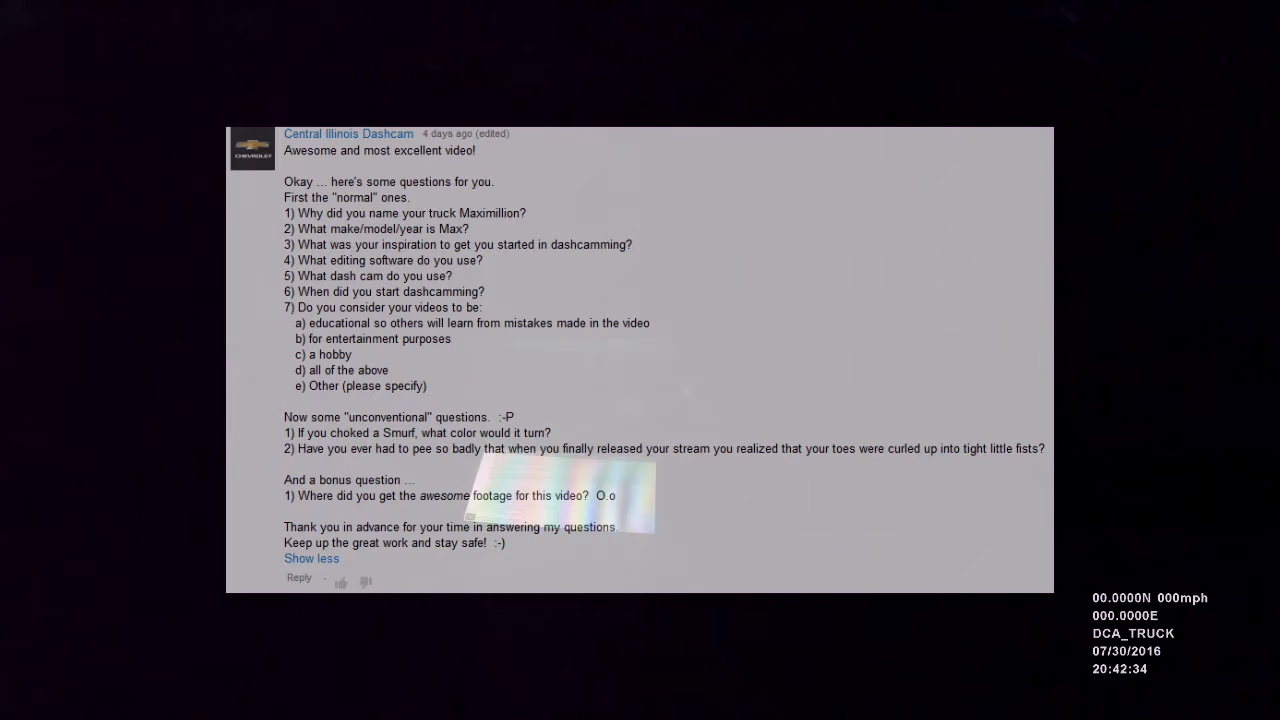 Central Illinois Dashcam 4 days ago (edited)
CHEVROLET
Awesome and most excellent video!
Okay ... here's some questions for you.
First the "normal" ones.
1) Why did you name your truck Maximillion?
2) What make/model/year is Max?
3) What was your inspiration to get you started in dashcamming?
4) What editing software do you use?
5) What dash cam do you use?
6) When did you start dashcamming?
7) Do you consider your videos to be:
a) educational so others will learn from mistakes made in the video
b) for entertainment purposes
c) a hobby
d) all of the above
e) Other (please specify)
Now some "unconventional" questions. :-P
1) If you choked a Smurf, what color would it turn?
2) Have you ever had to pee so badly that when you finally released your stream you realized that your toes were curled up into tight little fists?
And a bonus question ...
1) Where did you get the awesome footage for this video? O.o
Thank you in advance for your time in answering my questions.
Keep up the great work and stay safe! :-)
Show less
Reply ·
00.0000N 000mph
000.0000E
DCA_TRUCK
07/30/2016
20:42:34